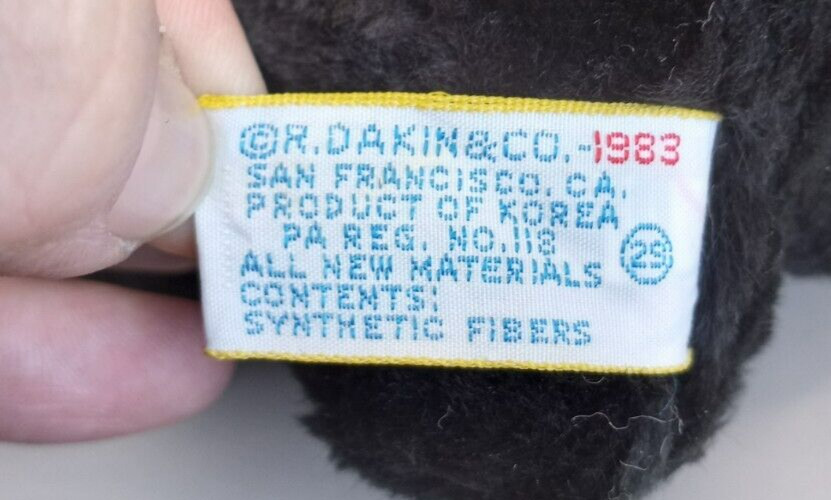 ©R.DAKIN&CO.-1983
SAN FRANCISCO, CA.
PRODUCT OF KOREA
PA REG. NO.118
25
ALL NEW MATERIALS
CONTENTS:
SYNTHETIC FIBERS